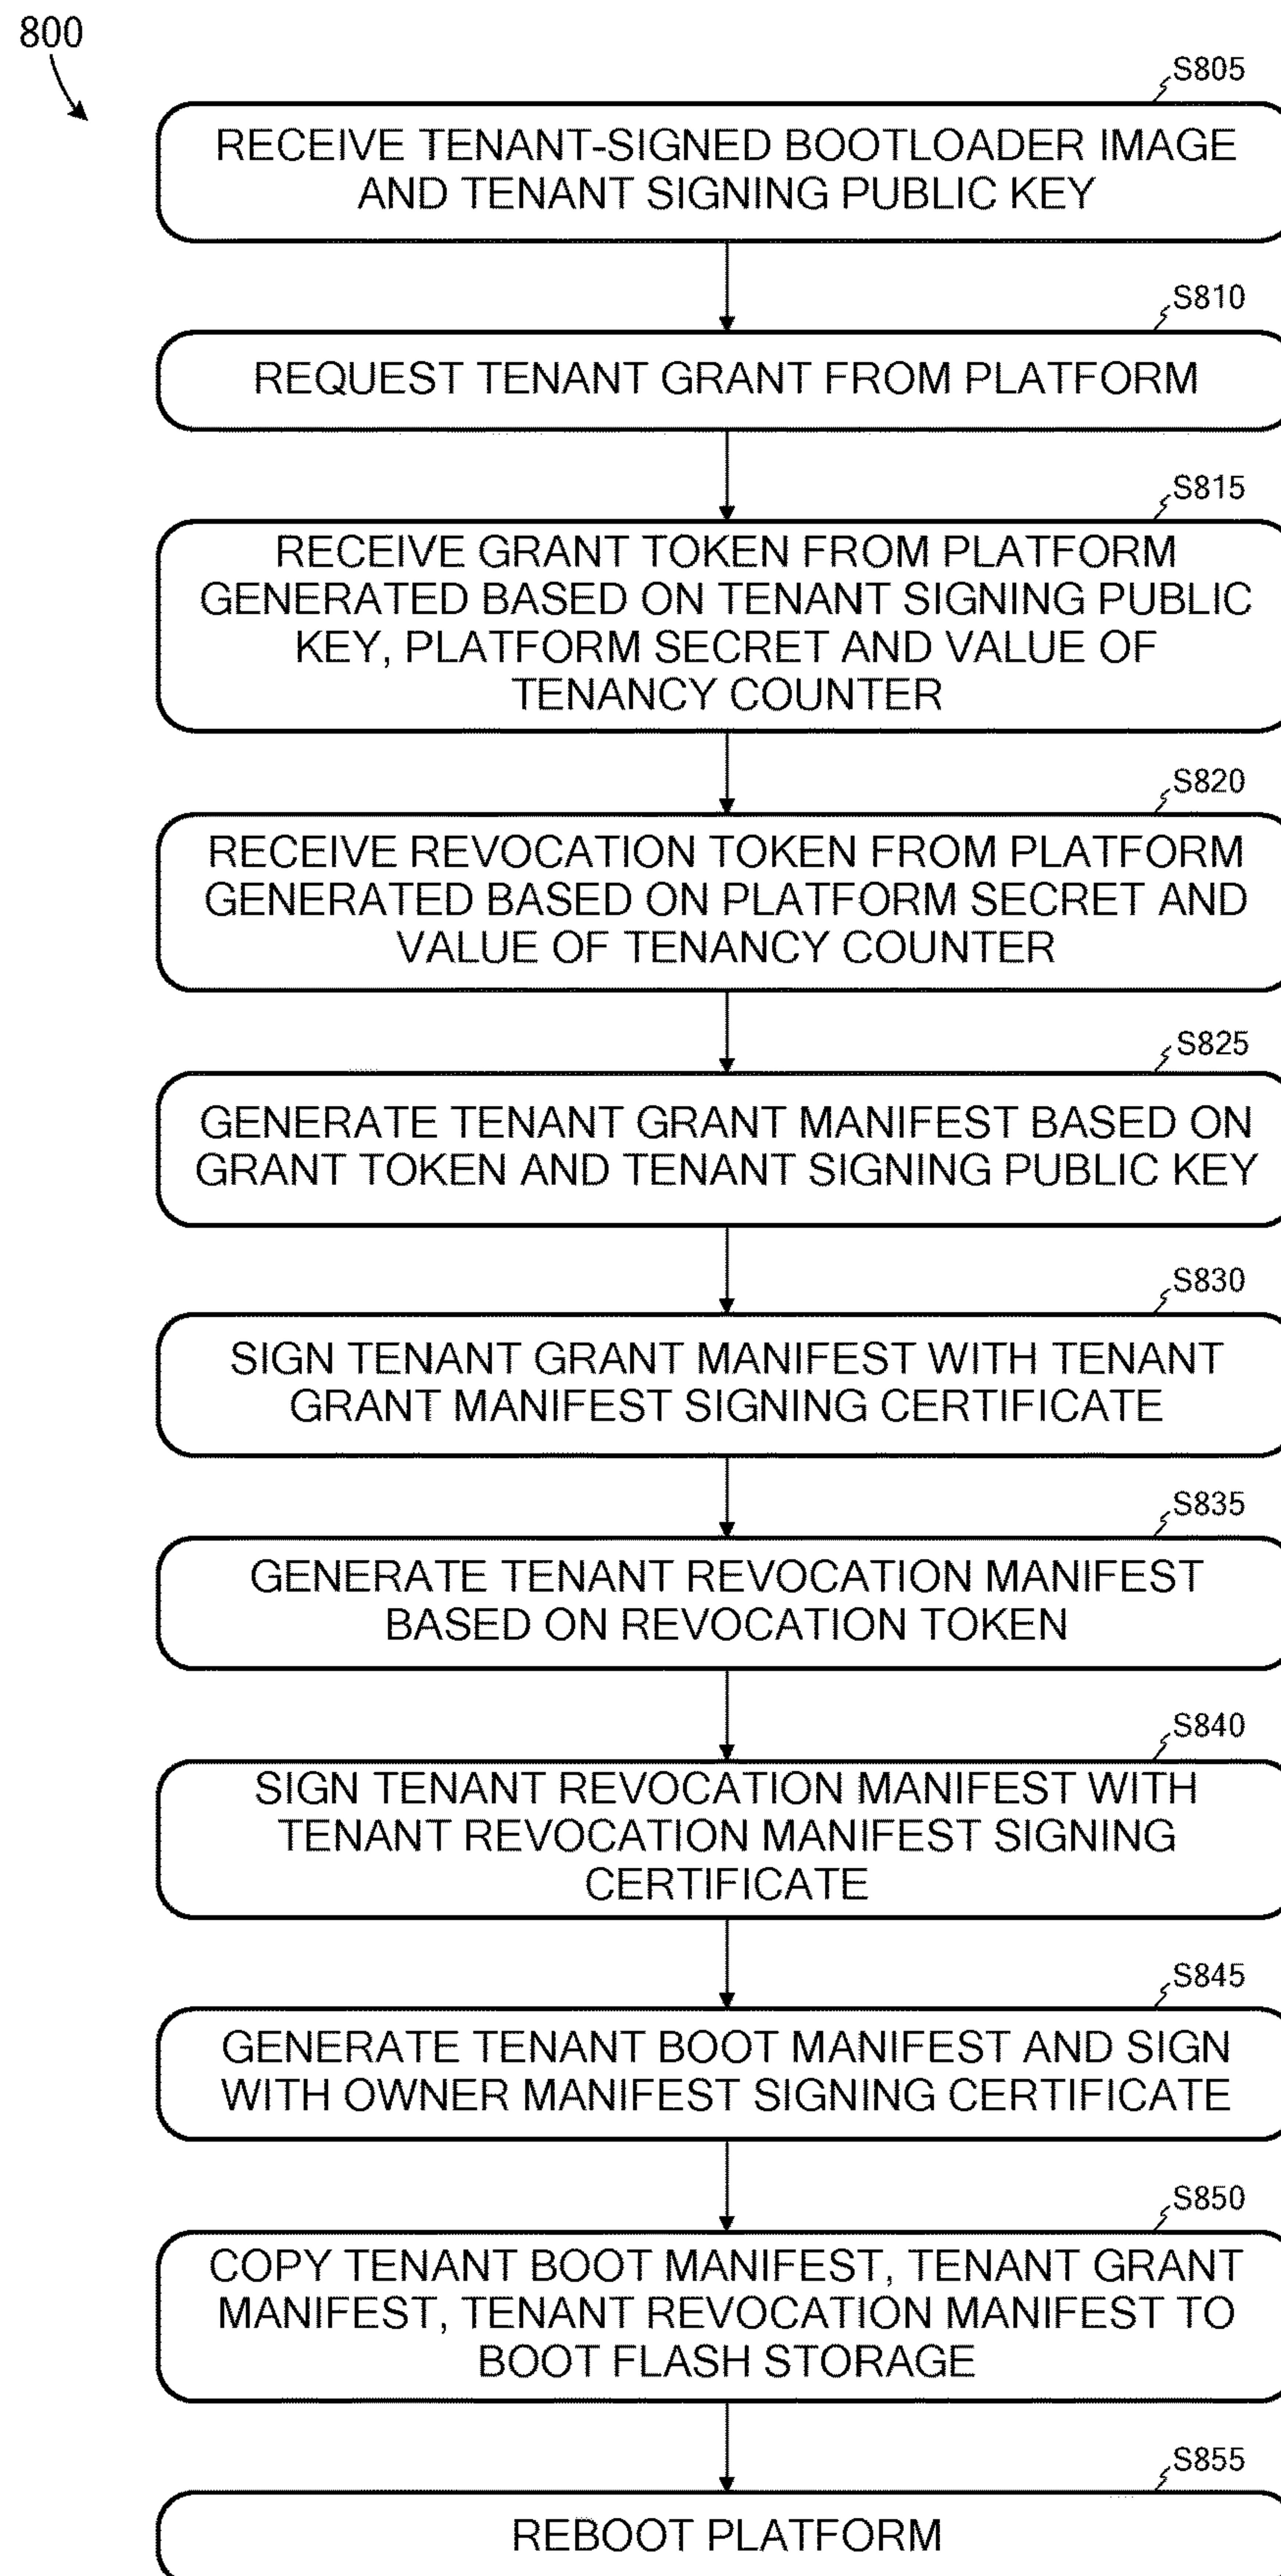 800
S805
RECEIVE TENANT-SIGNED BOOTLOADER IMAGE
AND TENANT SIGNING PUBLIC KEY
S810
REQUEST TENANT GRANT FROM PLATFORM
S815
RECEIVE GRANT TOKEN FROM PLATFORM
GENERATED BASED ON TENANT SIGNING PUBLIC
KEY, PLATFORM SECRET AND VALUE OF
TENANCY COUNTER
S820
RECEIVE REVOCATION TOKEN FROM PLATFORM
GENERATED BASED ON PLATFORM SECRET AND
VALUE OF TENANCY COUNTER
S825
GENERATE TENANT GRANT MANIFEST BASED ON
GRANT TOKEN AND TENANT SIGNING PUBLIC KEY
S830
SIGN TENANT GRANT MANIFEST WITH TENANT
GRANT MANIFEST SIGNING CERTIFICATE
S835
GENERATE TENANT REVOCATION MANIFEST
BASED ON REVOCATION TOKEN
S840
SIGN TENANT REVOCATION MANIFEST WITH
TENANT REVOCATION MANIFEST SIGNING
CERTIFICATE
S845
GENERATE TENANT BOOT MANIFEST AND SIGN
WITH OWNER MANIFEST SIGNING CERTIFICATE
S850
COPY TENANT BOOT MANIFEST, TENANT GRANT
MANIFEST, TENANT REVOCATION MANIFEST TO
BOOT FLASH STORAGE
S855
REBOOT PLATFORM